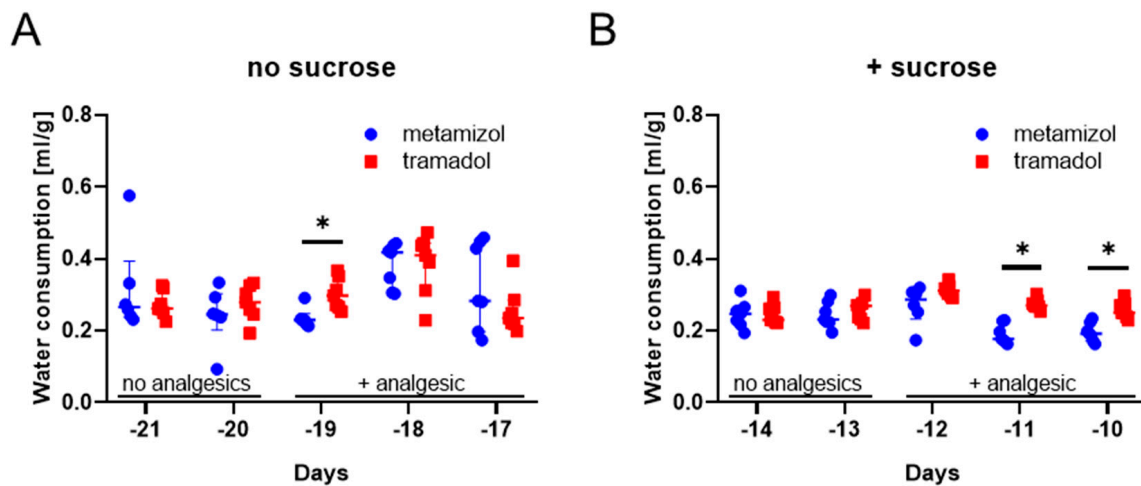 A
no sucrose
Water consumption [ml/g]
0.8
0.6
0.4
0.2
0.0
metamizol
tramadol
*
no analgesics
+ analgesic
-21
-20
-19
-18
-17
Days
B
+ sucrose
Water consumption [ml/g]
0.8
0.6
0.4
0.2
0.0
metamizol
tramadol
*
*
no analgesics
+ analgesic
-14
-13
-12
-11
-10
Days